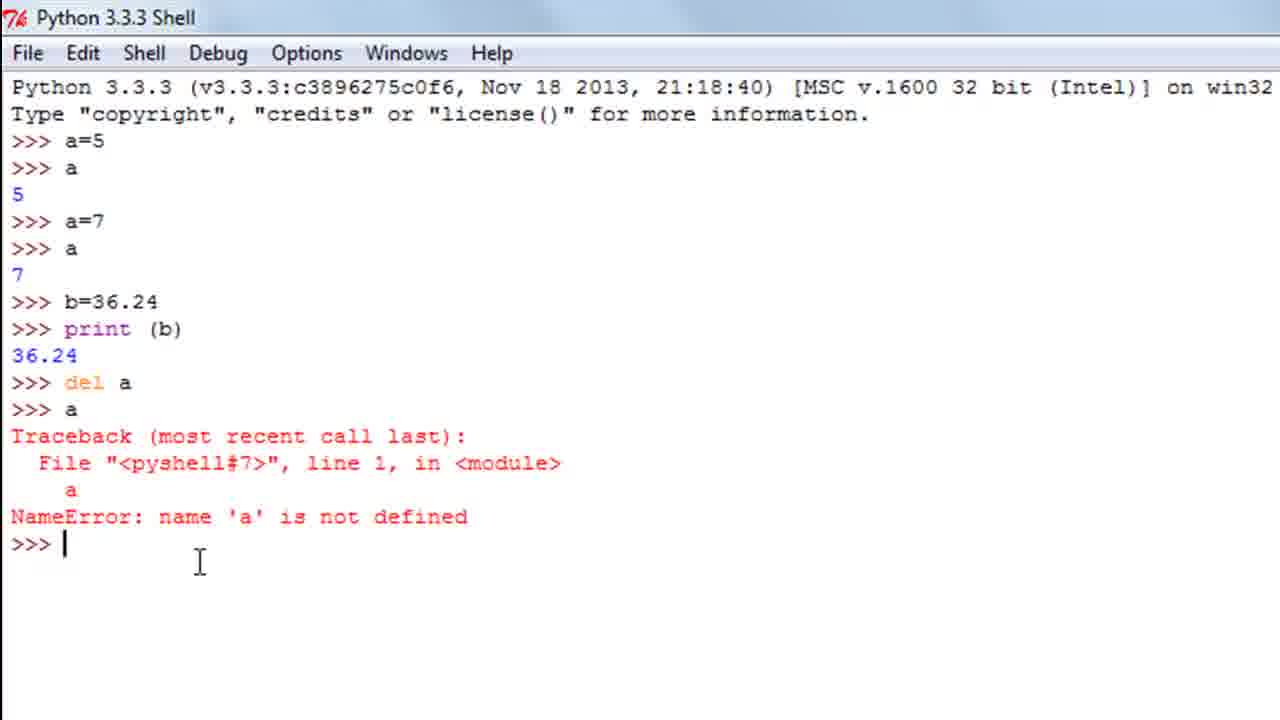 Python 3.3.3 Shell
File Edit Shell Debug Options Windows Help
Python 3.3.3 (v3.3.3:c3896275c0f6, Nov 18 2013, 21:18:40) [MSC v.1600 32 bit (Intel)] on win32
Type "copyright", "credits" or "license()" for more information.
>>> a=5
>>> a
5
>>> a=7
>>> a
7
>>> b=36.24
>>> print (b)
36.24
>>> del a
>>> a
Traceback (most recent call last):
  File "<pyshell#7>", line 1, in <module>
    a
NameError: name 'a' is not defined
>>>